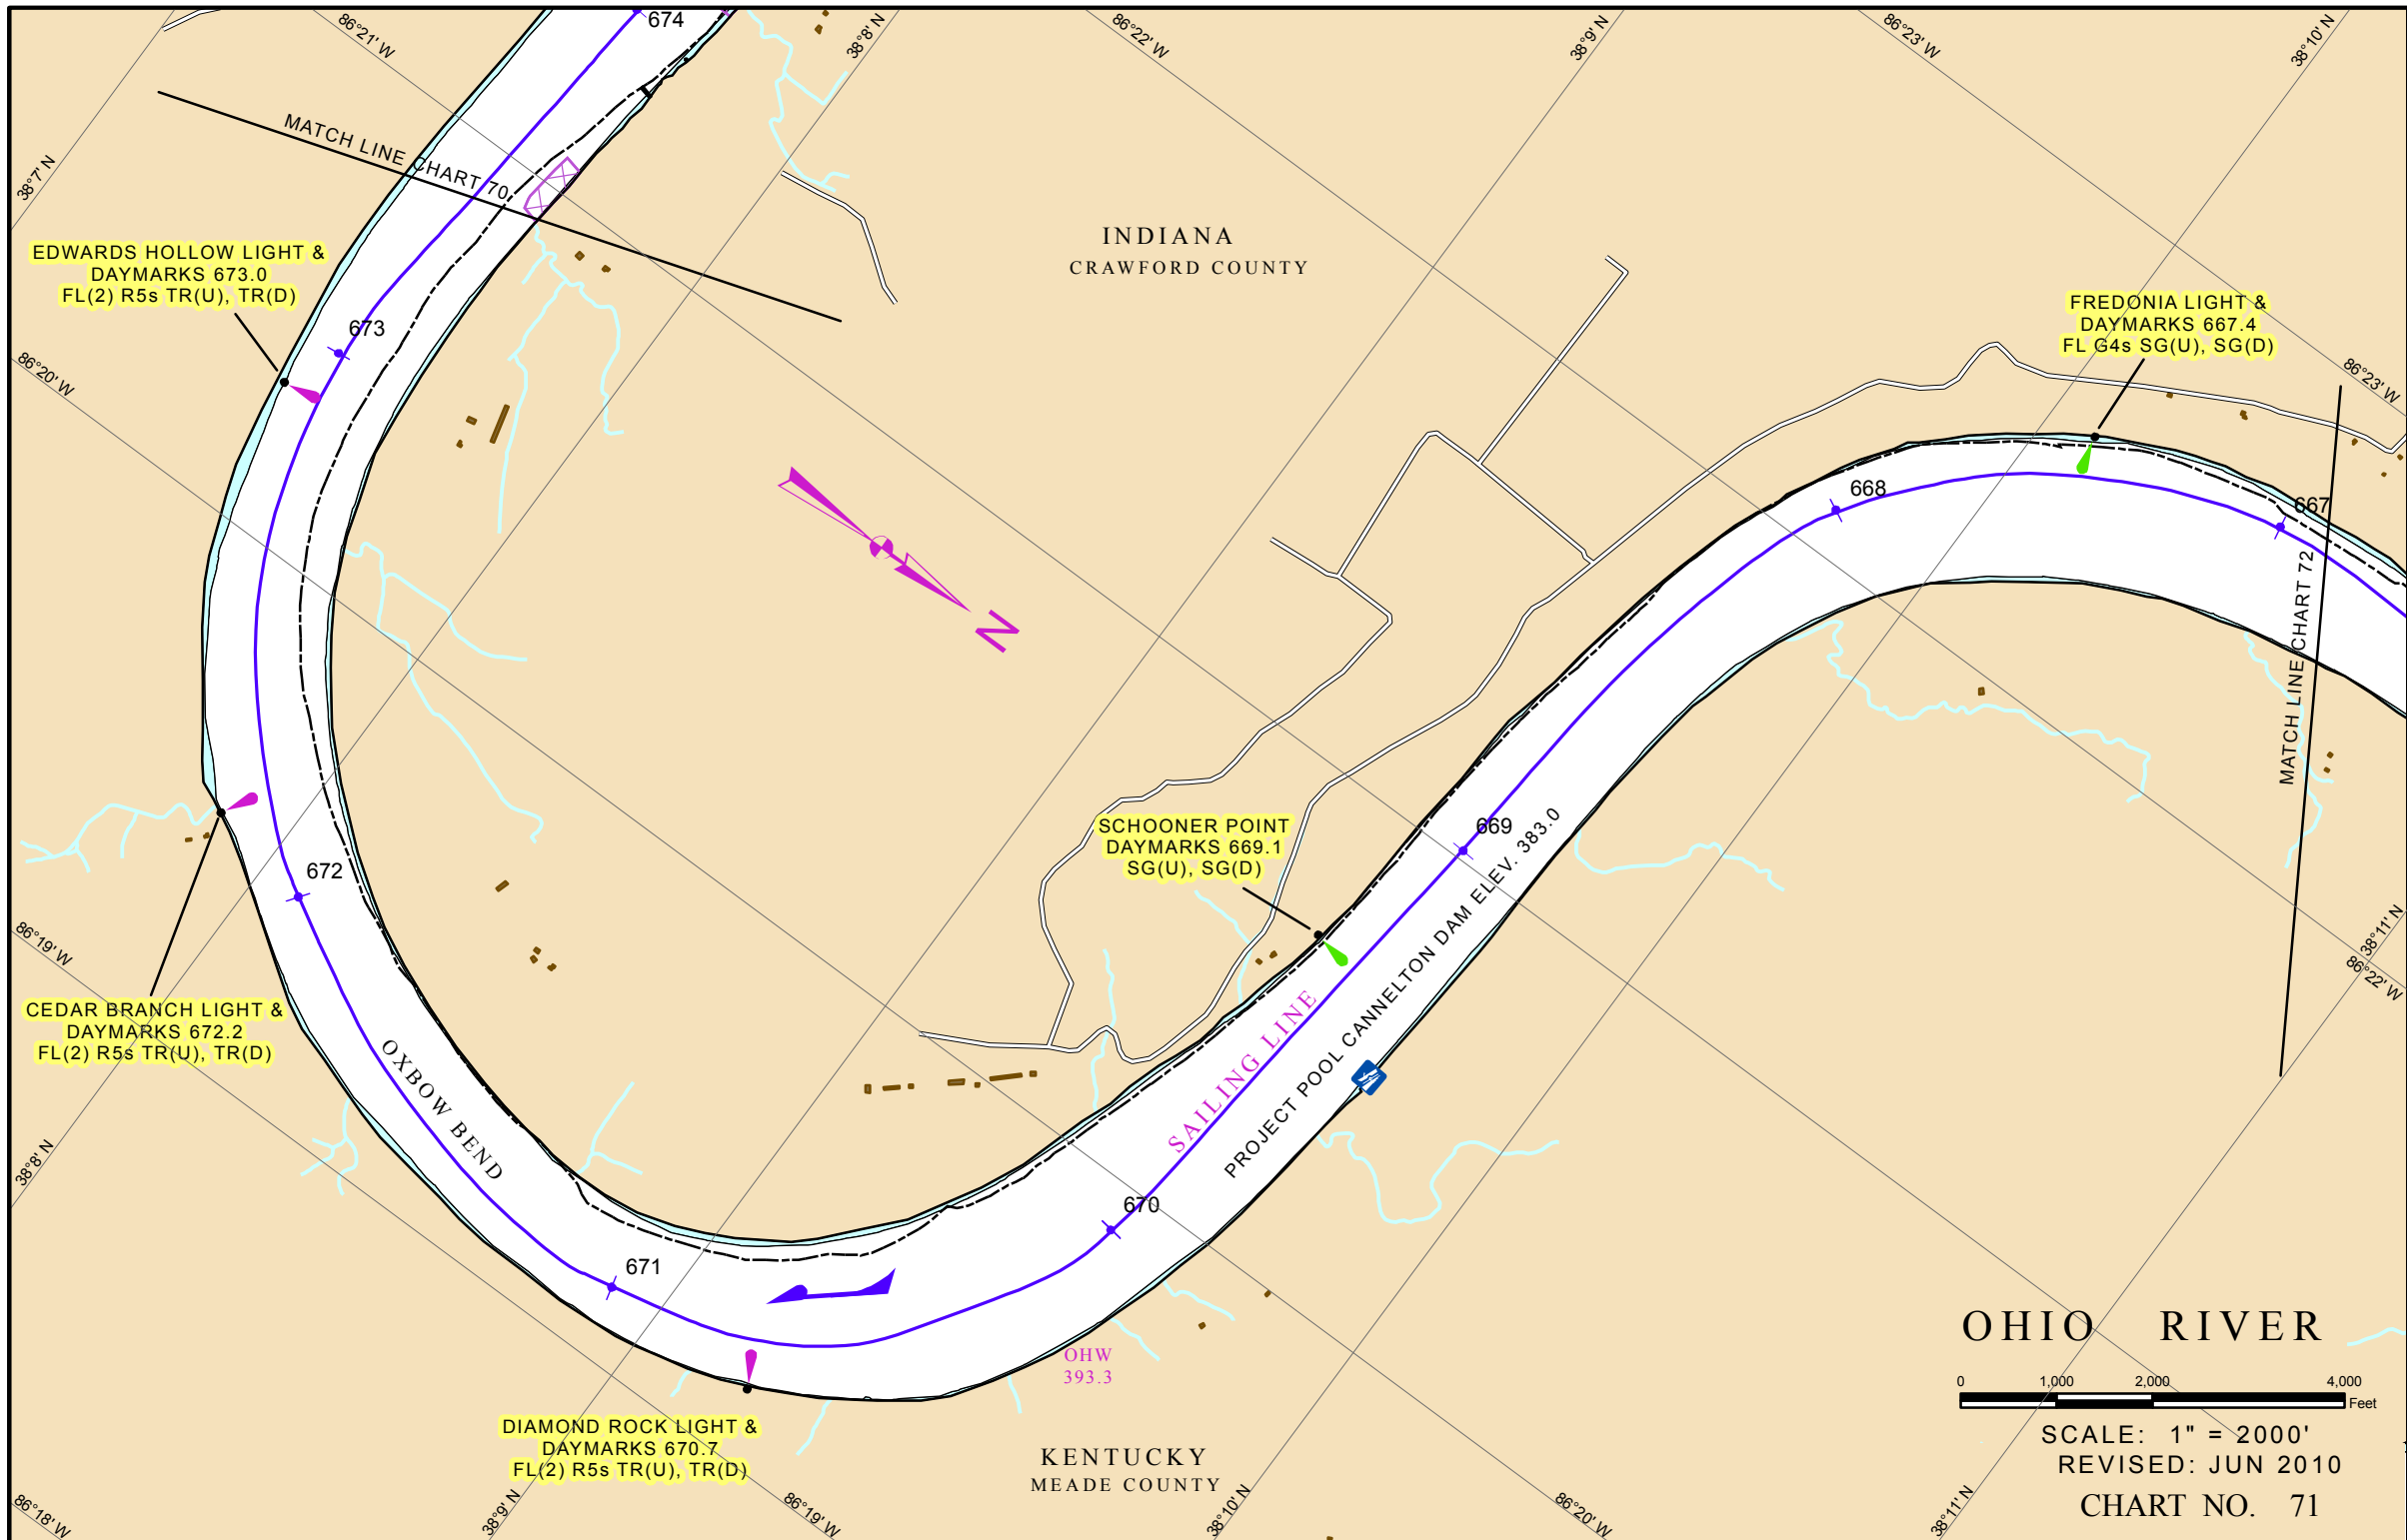 674
86°21' W
38°8' N
86°22' W
38°9' N
86°23' W
38°10' N
MATCH LINE CHART 70
38°7' N
INDIANA
CRAWFORD COUNTY
EDWARDS HOLLOW LIGHT &
DAYMARKS 673.0
FL(2) R5s TR(U), TR(D)
673
FREDONIA LIGHT &
DAYMARKS 667.4
FL G4s SG(U), SG(D)
86°20' W
86°23' W
668
667
N
MATCH LINE CHART 72
SCHOONER POINT
DAYMARKS 669.1
SG(U), SG(D)
669
672
86°19' W
38°11' N
86°22' W
CEDAR BRANCH LIGHT &
DAYMARKS 672.2
FL(2) R5s TR(U), TR(D)
OXBOW BEND
SAILING LINE
PROJECT POOL CANNELTON DAM ELEV. 383.0
38°8' N
670
671
OHW
393.3
OHIO RIVER
0 1,000 2,000 4,000
Feet
DIAMOND ROCK LIGHT &
DAYMARKS 670.7
FL(2) R5s TR(U), TR(D)
KENTUCKY
MEADE COUNTY
SCALE: 1" = 2000'
REVISED: JUN 2010
CHART NO. 71
86°18' W
38°9' N
86°19' W
38°10' N
86°20' W
38°11' N